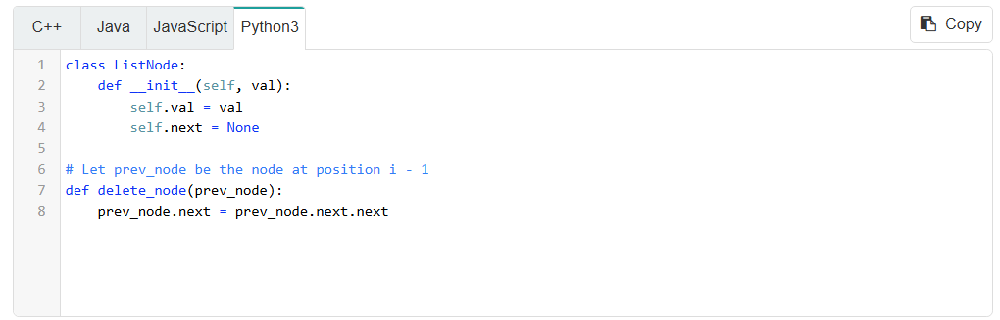 C++ Java JavaScript Python3 Copy
1 class ListNode:
2     def __init__(self, val):
3         self.val = val
4         self.next = None
5
6 # Let prev_node be the node at position i - 1
7 def delete_node(prev_node):
8     prev_node.next = prev_node.next.next